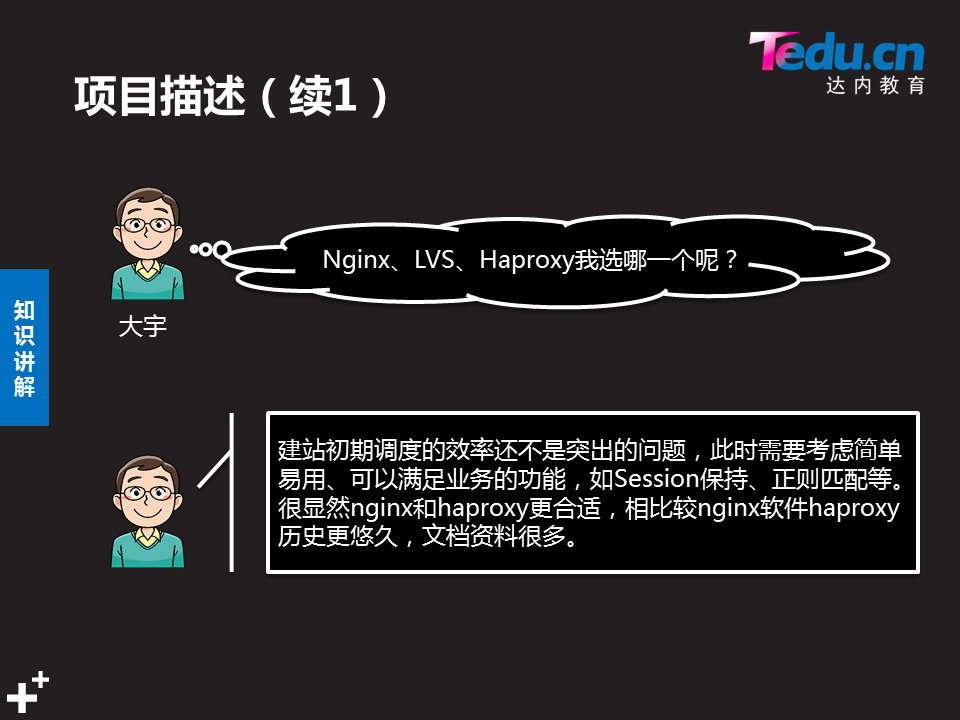 Tedu.cn
达内教育
项目描述（续1）
Nginx、LVS、Haproxy我选哪一个呢？
大宇
知
识
讲
解
建站初期调度的效率还不是突出的问题，此时需要考虑简单
易用、可以满足业务的功能，如Session保持、正则匹配等。
很显然nginx和haproxy更合适，相比较nginx软件haproxy
历史更悠久，文档资料很多。